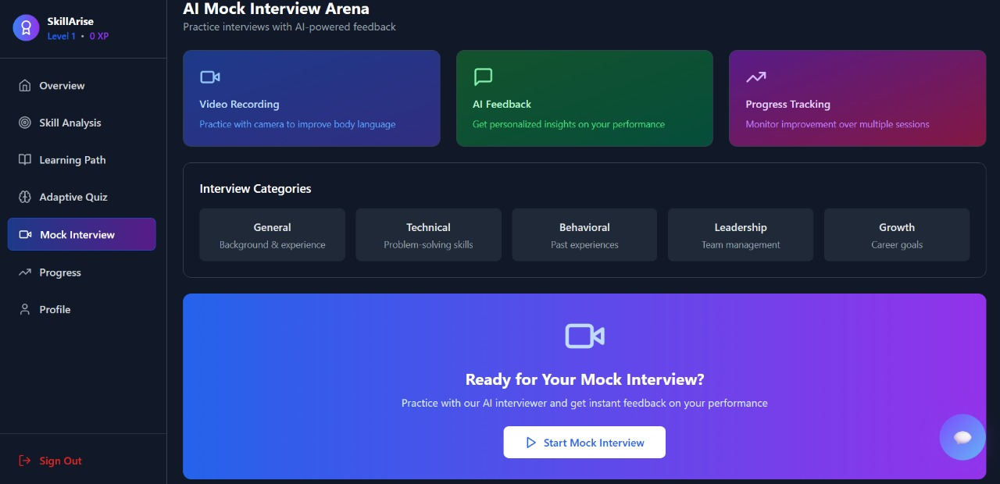 SkillArise
Level 1 • 0 XP
Overview
Skill Analysis
Learning Path
Adaptive Quiz
Mock Interview
Progress
Profile
Sign Out
AI Mock Interview Arena
Practice interviews with AI-powered feedback
Video Recording
Practice with camera to improve body language
AI Feedback
Get personalized insights on your performance
Progress Tracking
Monitor improvement over multiple sessions
Interview Categories
General
Background & experience
Technical
Problem-solving skills
Behavioral
Past experiences
Leadership
Team management
Growth
Career goals
Ready for Your Mock Interview?
Practice with our AI interviewer and get instant feedback on your performance
Start Mock Interview